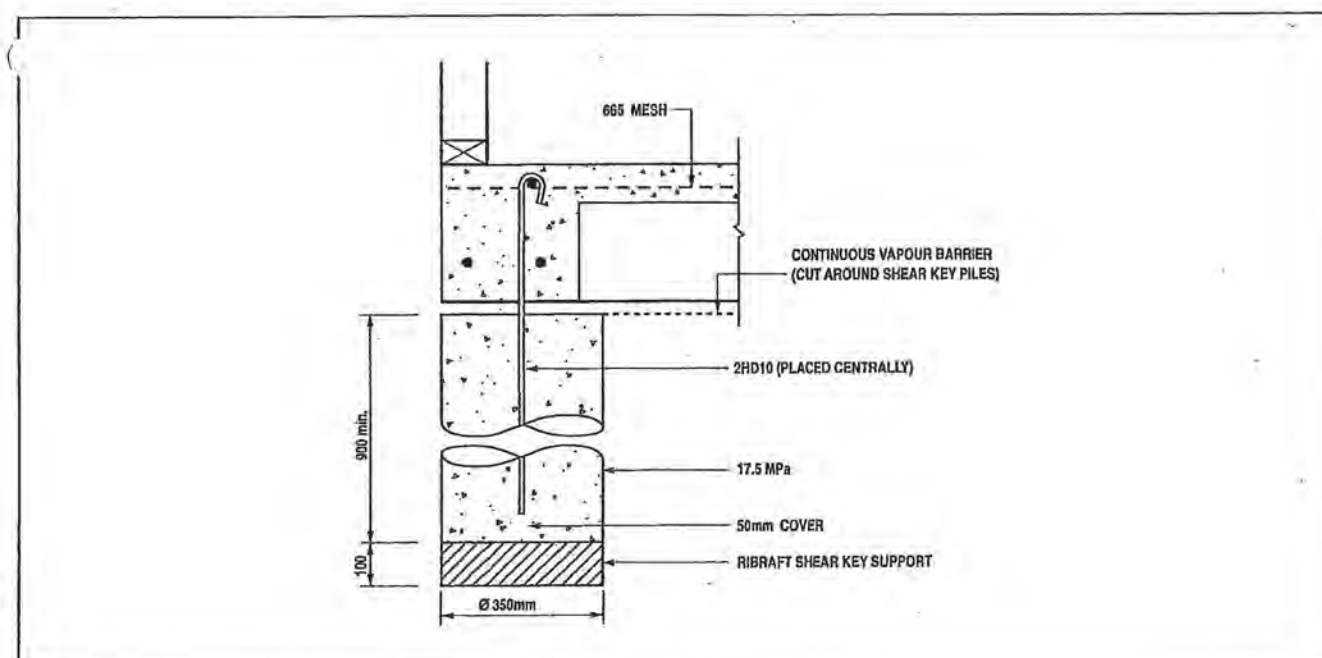 665 MESH
CONTINUOUS VAPOUR BARRIER
(CUT AROUND SHEAR KEY PILES)
2HD10 (PLACED CENTRALLY)
900 min.
17.5 MPa
50mm COVER
100
RIBRAFT SHEAR KEY SUPPORT
Ø 350mm